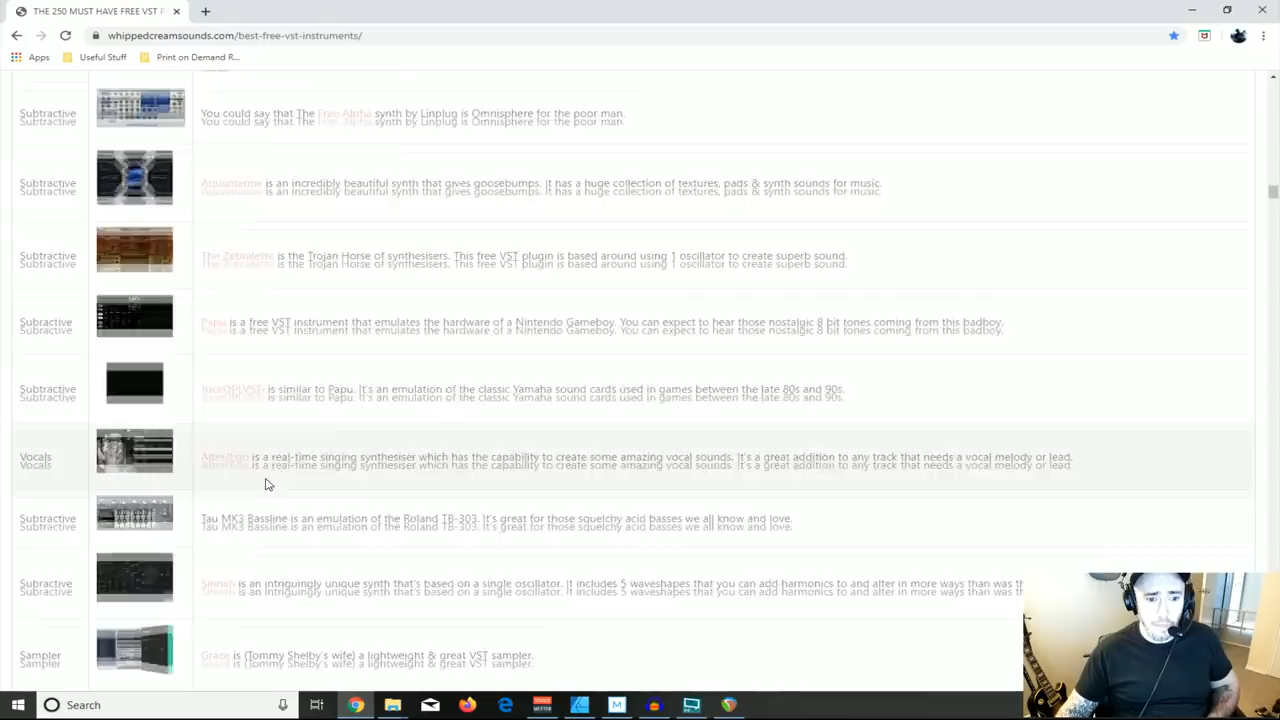 THE 250 MUST HAVE FREE VST P
whippedcreamsounds.com/best-free-vst-instruments/
Apps
Useful Stuff
Print on Demand R...
Subtractive
You could say that The Free Alpha synth by Linplug is Omnisphere for the poor man.
Subtractive
Aquamarine is an incredibly beautiful synth that gives goosebumps. It has a huge collection of textures, pads & synth sounds for music.
Subtractive
The Zebralette is the Trojan Horse of synthesisers. This free VST plugin is based around using 1 oscillator to create superb sound.
Subtractive
Papu is a free VST instrument that emulates the hardware of a Nintendo Gameboy. You can expect to hear those nostalgic 8 bit tones coming from this badboy.
Subtractive
is similar to Papu. It's an emulation of the classic Yamaha sound cards used in games between the late 80s and 90s.
Vocals
is a real-time singing synthesiser which has the capability to create some amazing vocal sounds. It's a great addition to any track that needs a vocal melody or lead.
Subtractive
Tau MK3 Bassline is an emulation of the Roland TB-303. It's great for those squelchy acid basses we all know and love.
Subractive
is an intriguingly unique synth that's based on a single oscillator. It includes 5 waveshapes that you can add harmonics to and alter in more ways than was th
Sampler
Grace is (Tommy Shelby's wife) a lightweight & great VST sampler.
Search